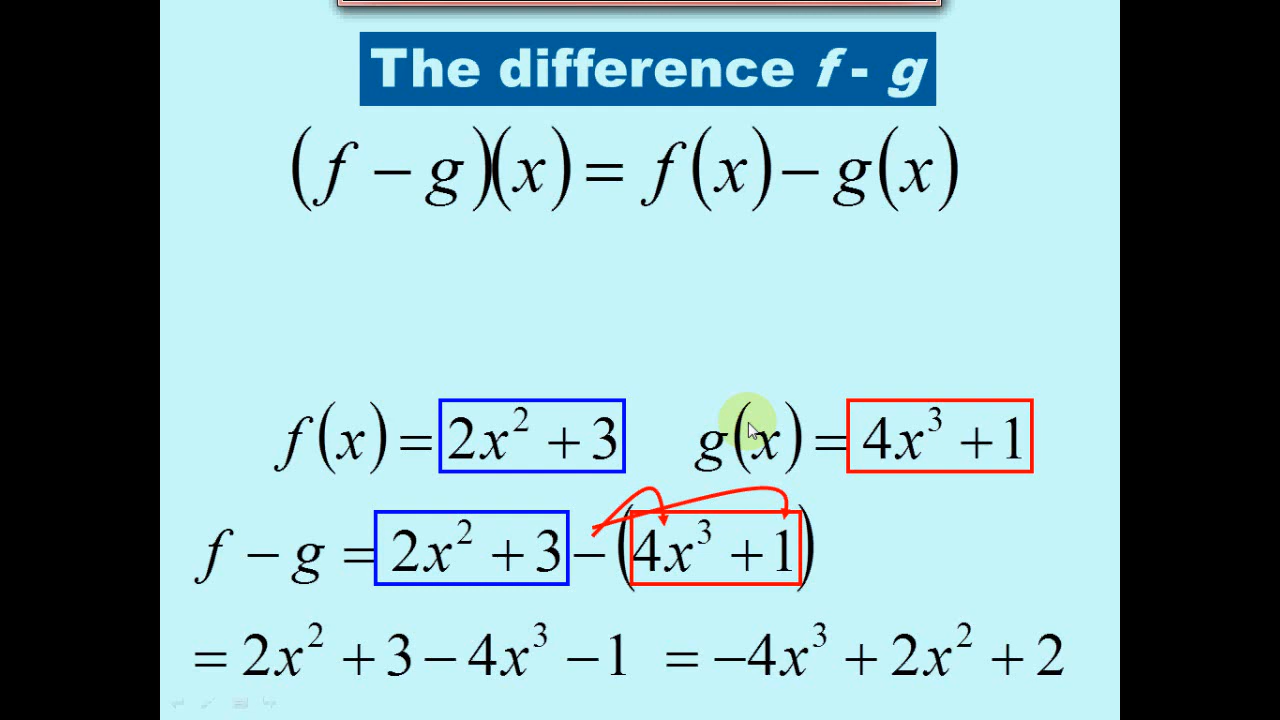 The difference f - g
(f − g)(x) = f(x) − g(x)
f(x) = 2x² + 3 g(x) = 4x³ + 1
f − g = 2x² + 3 − (4x³ + 1)
= 2x² + 3 − 4x³ − 1 = −4x³ + 2x² + 2